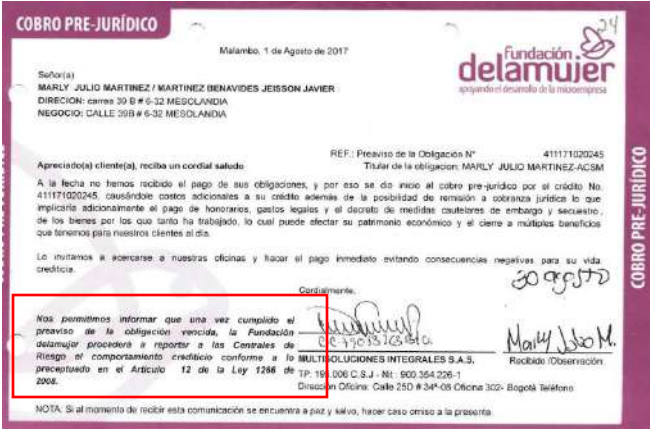 COBRO PRE-JURÍDICO
24
Malambo, 1 de Agosto de 2017
fundación
delamujer
apoyando el desarrollo de la microempresa
Señor(a)
MARLY JULIO MARTINEZ / MARTINEZ BENAVIDES JEISSON JAVIER
DIRECION: carrea 39 B # 6-32 MESOLANDIA
NEGOCIO: CALLE 39B # 6-32 MESOLANDIA
REF.: Preaviso de la Obligación N° 411171020245
Apreciado(a) cliente(a), reciba un cordial saludo
Titular de la obligacion: MARLY JULIO MARTINEZ-ACSM
A la fecha no hemos recibido el pago de sus obligaciones, y por eso se dio inicio al cobro pre-jurídico por el crédito No.
411171020245, causándole costos adicionales a su crédito además de la posibilidad de remisión a cobranza jurídica lo que
implicaría adicionalmente el pago de honorarios, gastos legales y el decreto de medidas cautelares de embargo y secuestro,
de los bienes por los que tanto ha trabajado, lo cual puede efectar su patrimonio económico y el cierre a múltiples beneficios
que tenemos para nuestros clientes al día.
Lo invitamos a acercarse a nuestras oficinas y hacer el pago inmediato evitando consecuencias negativas para su vida
crediticia.
30 agosto
Cordialmente,
Nos permitimos informar que una vez cumplido el
preaviso de la obligación vencida, la Fundación
delamujer procederá a reportar a las Centrales de
Riesgo el comportamiento crediticio conforme a lo
preceptuado en el Artículo 12 de la Ley 1266 de
2008.
Marly Julio M.
MULTISOLUCIONES INTEGRALES S.A.S.
Recibido /Observación
TP: 196.006 C.S.J - Nit: 900.354.226-1
Dirección Oficina: Calle 25D # 34ª-08 Oficina 302- Bogotá Teléfono
NOTA: Si al momento de recibir esta comunicación se encuentra a paz y salvo, hacer caso omiso a la presente.
COBRO PRE-JURÍDICO